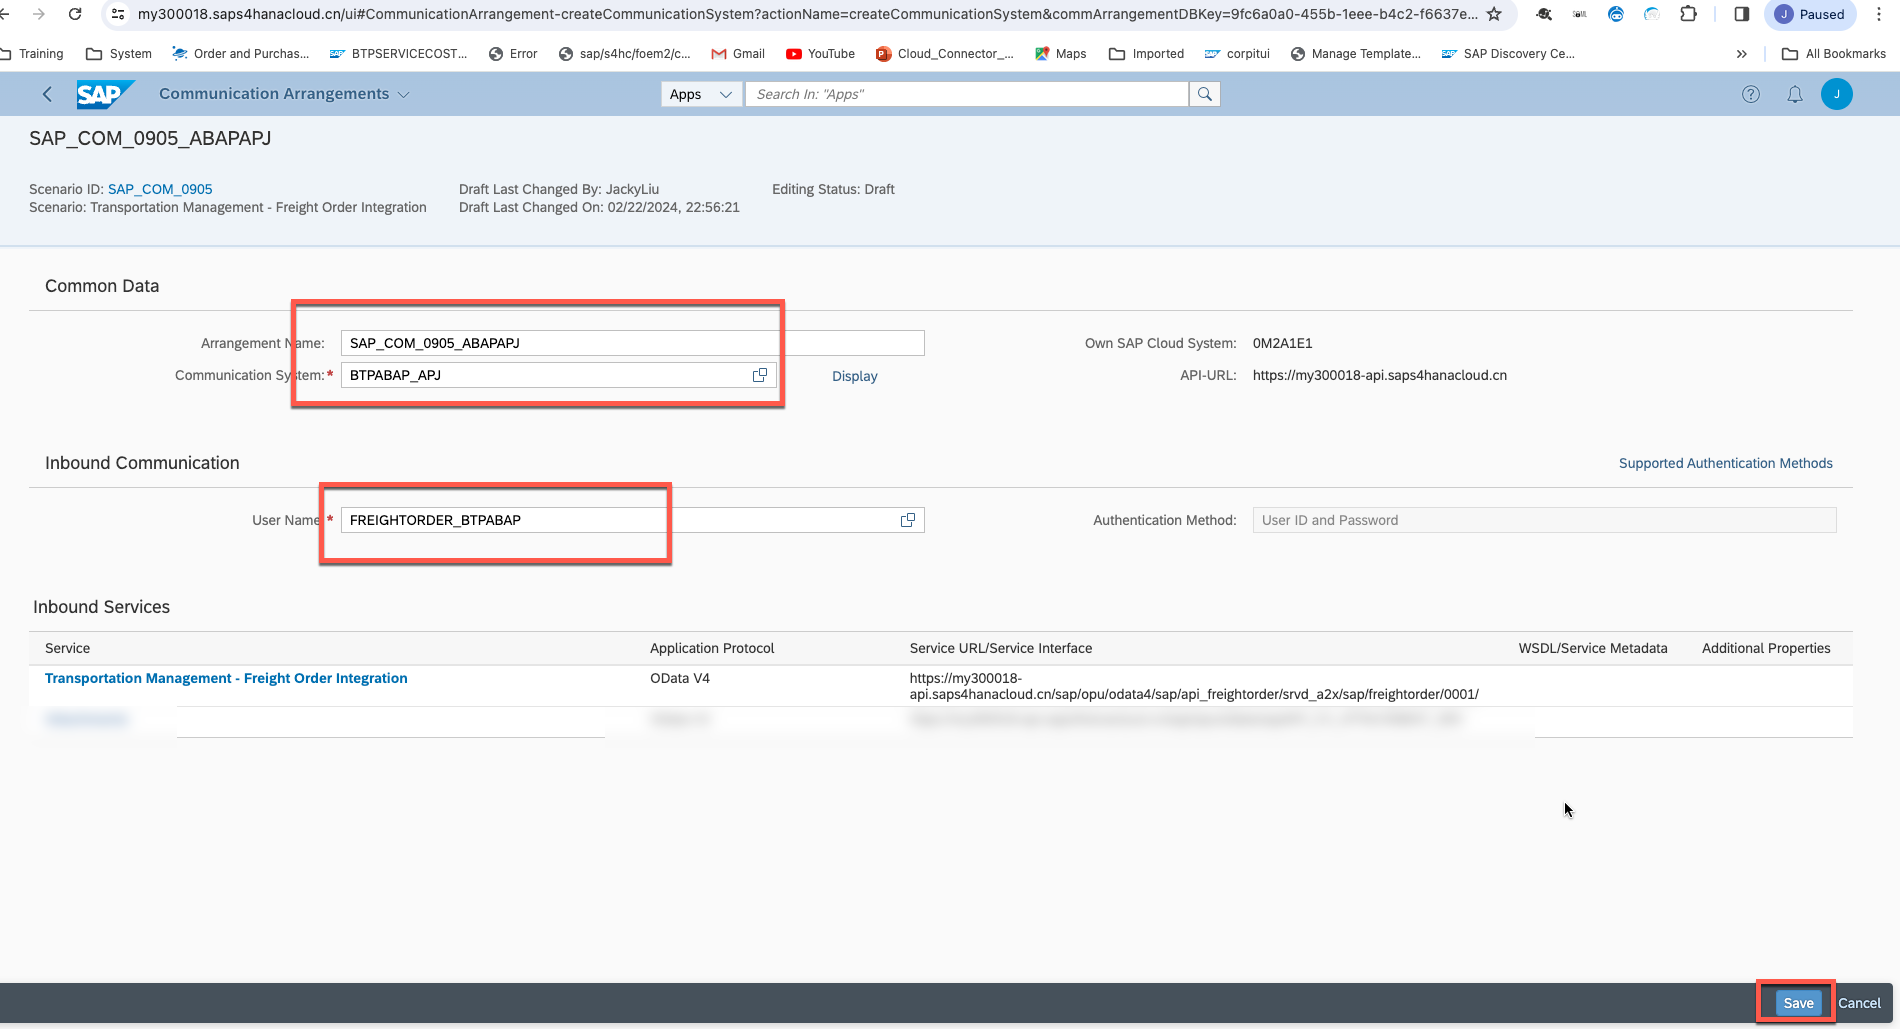 my300018.saps4hanacloud.cn/ui#CommunicationArrangement-createCommunicationSystem?actionName=createCommunicationSystem&commArrangementDBKey=9fc6a0a0-455b-1eee-b4c2-f6637e... J Paused
Training System Order and Purchas... SAP BTPSERVICECOST... Error sap/s4hc/foem2/c... Gmail YouTube Cloud_Connector_... Maps Imported SAP corpitui Manage Template... SAP SAP Discovery Ce... » All Bookmarks
SAP Communication Arrangements Apps Search In: "Apps" J
SAP_COM_0905_ABAPAPJ
Scenario ID: SAP_COM_0905 Draft Last Changed By: JackyLiu Editing Status: Draft
Scenario: Transportation Management - Freight Order Integration Draft Last Changed On: 02/22/2024, 22:56:21
Common Data
Arrangement Name: SAP_COM_0905_ABAPAPJ Own SAP Cloud System: 0M2A1E1
Communication System:* BTPABAP_APJ Display API-URL: https://my300018-api.saps4hanacloud.cn
Inbound Communication Supported Authentication Methods
User Name * FREIGHTORDER_BTPABAP Authentication Method: User ID and Password
Inbound Services
Service Application Protocol Service URL/Service Interface WSDL/Service Metadata Additional Properties
Transportation Management - Freight Order Integration OData V4 https://my300018-
api.saps4hanacloud.cn/sap/opu/odata4/sap/api_freightorder/srvd_a2x/sap/freightorder/0001/
Save Cancel